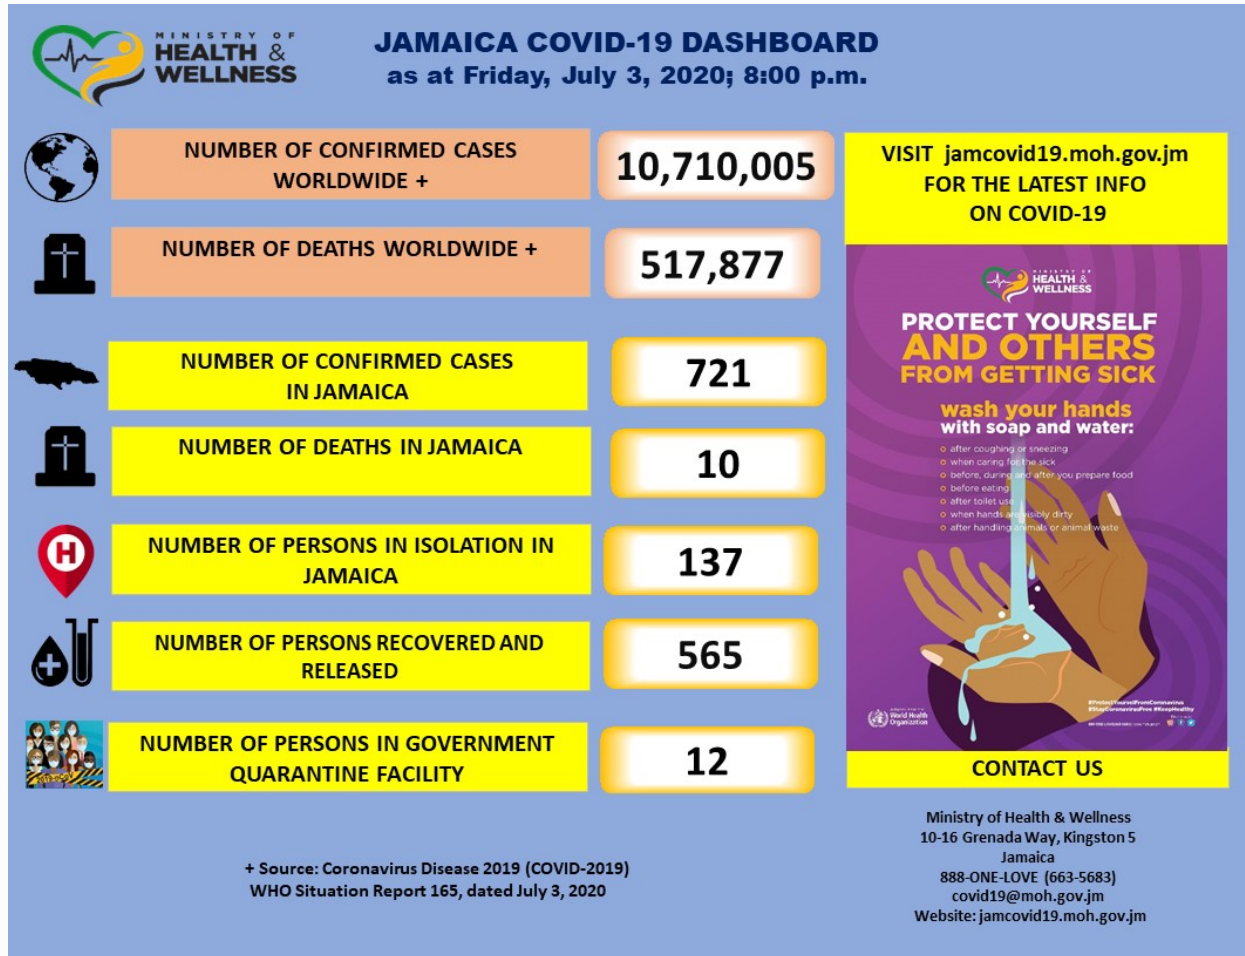 MINISTRY OF
HEALTH &
WELLNESS
JAMAICA COVID-19 DASHBOARD
as at Friday, July 3, 2020; 8:00 p.m.
NUMBER OF CONFIRMED CASES
WORLDWIDE +
10,710,005
NUMBER OF DEATHS WORLDWIDE +
517,877
NUMBER OF CONFIRMED CASES
IN JAMAICA
721
NUMBER OF DEATHS IN JAMAICA
10
H
NUMBER OF PERSONS IN ISOLATION IN
JAMAICA
137
NUMBER OF PERSONS RECOVERED AND
RELEASED
565
NUMBER OF PERSONS IN GOVERNMENT
QUARANTINE FACILITY
12
+ Source: Coronavirus Disease 2019 (COVID-2019)
WHO Situation Report 165, dated July 3, 2020
VISIT jamcovid19.moh.gov.jm
FOR THE LATEST INFO
ON COVID-19
MINISTRY OF
HEALTH &
WELLNESS
PROTECT YOURSELF
AND OTHERS
FROM GETTING SICK
wash your hands
with soap and water:
after coughing or sneezing
when caring for the sick
before, during and after you prepare food
before eating
after toilet use
when hands are visibly dirty
after handling animals or animal waste
World Health
Organization
#ProtectYourselfFromCoronavirus
#StayCoronavirusFree #KeepHealthy
CONTACT US
Ministry of Health & Wellness
10-16 Grenada Way, Kingston 5
Jamaica
888-ONE-LOVE (663-5683)
covid19@moh.gov.jm
Website: jamcovid19.moh.gov.jm